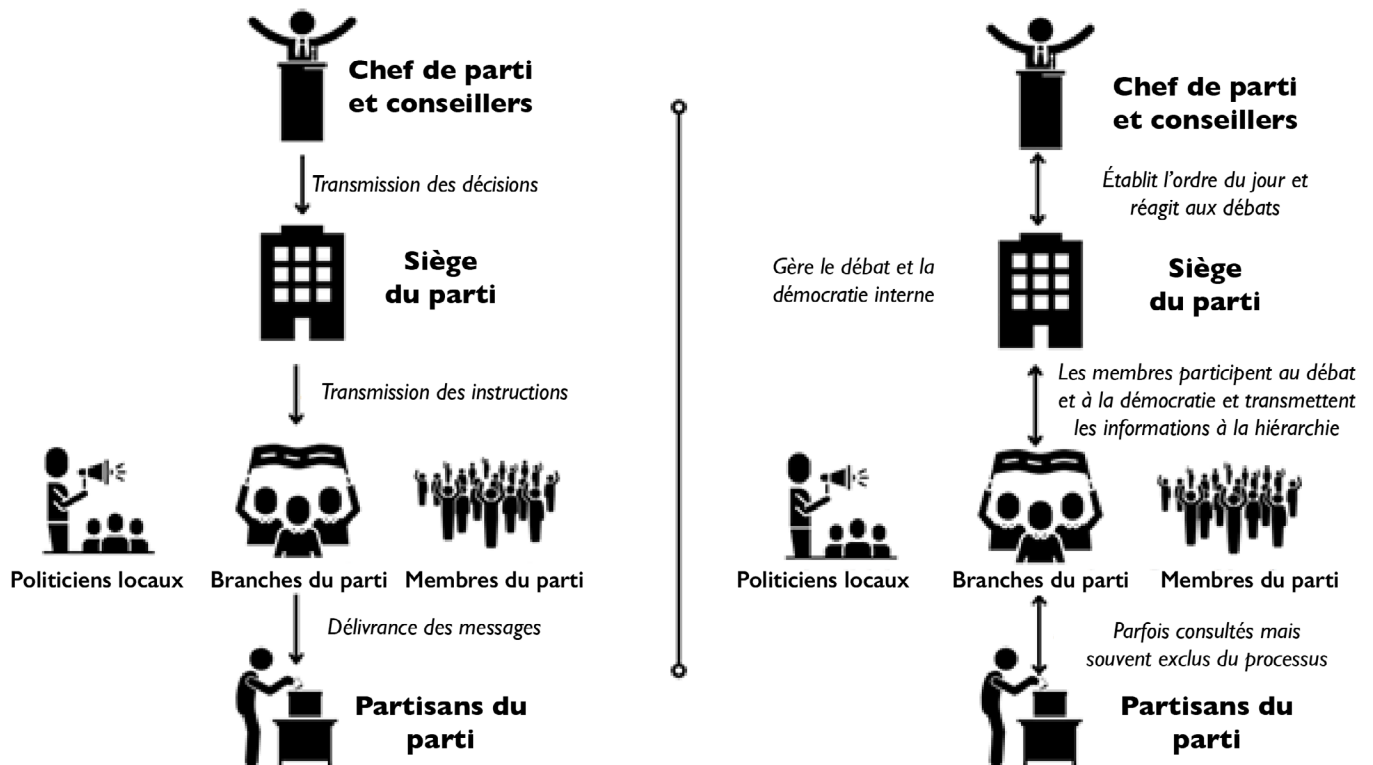 Chef de parti
et conseillers
Transmission des décisions
Siège
du parti
Transmission des instructions
Politiciens locaux
Branches du parti
Membres du parti
Délivrance des messages
Partisans du
parti
Chef de parti
et conseillers
Établit l'ordre du jour et
réagit aux débats
Gère le débat et la
démocratie interne
Siège
du parti
Les membres participent au débat
et à la démocratie et transmettent
les informations à la hiérarchie
Politiciens locaux
Branches du parti
Membres du parti
Parfois consultés mais
souvent exclus du processus
Partisans du
parti